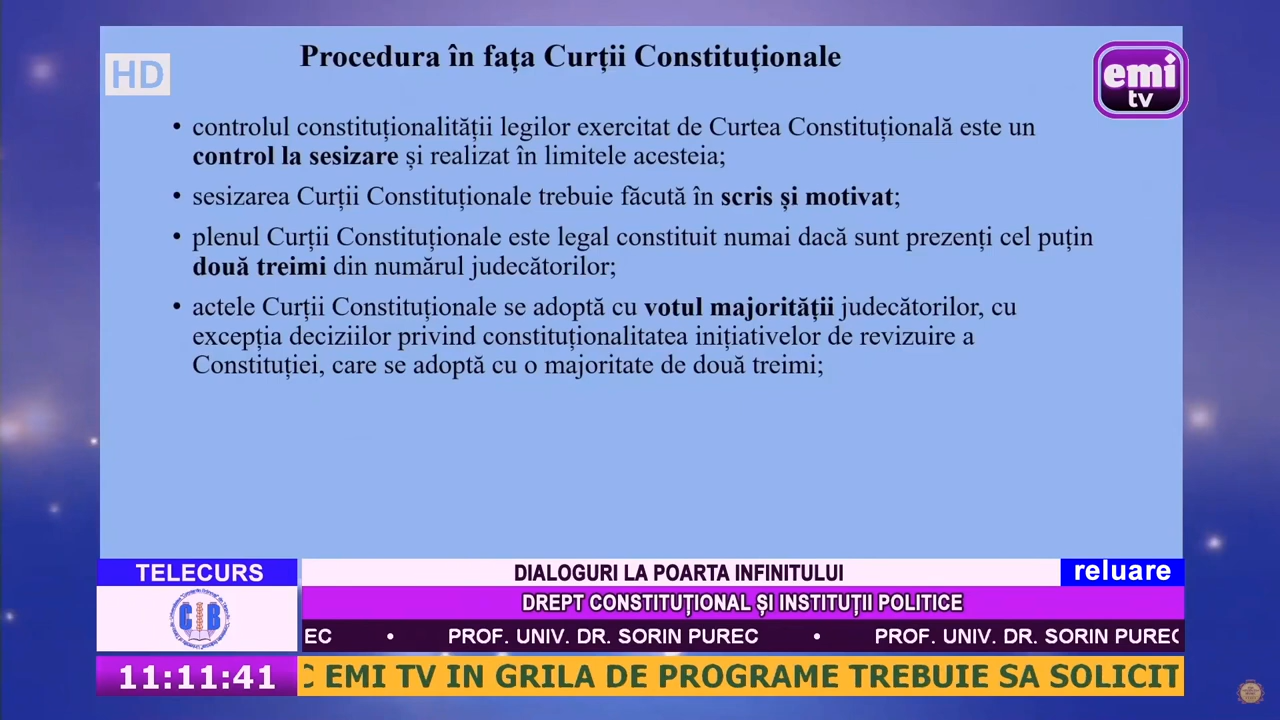 Procedura în fața Curții Constituționale
HD
emi
tv
• controlul constituționalității legilor exercitat de Curtea Constituțională este un
control la sesizare și realizat în limitele acesteia;
• sesizarea Curții Constituționale trebuie făcută în scris și motivat;
• plenul Curții Constituționale este legal constituit numai dacă sunt prezenți cel puțin
două treimi din numărul judecătorilor;
• actele Curții Constituționale se adoptă cu votul majorității judecătorilor, cu
excepția deciziilor privind constituționalitatea inițiativelor de revizuire a
Constituției, care se adoptă cu o majoritate de două treimi;
TELECURS
DIALOGURI LA POARTA INFINITULUI
reluare
DREPT CONSTITUȚIONAL ȘI INSTITUȚII POLITICE
CIB
EC • PROF. UNIV. DR. SORIN PUREC • PROF. UNIV. DR. SORIN PUREC
11:11:41
C EMI TV IN GRILA DE PROGRAME TREBUIE SA SOLICIT